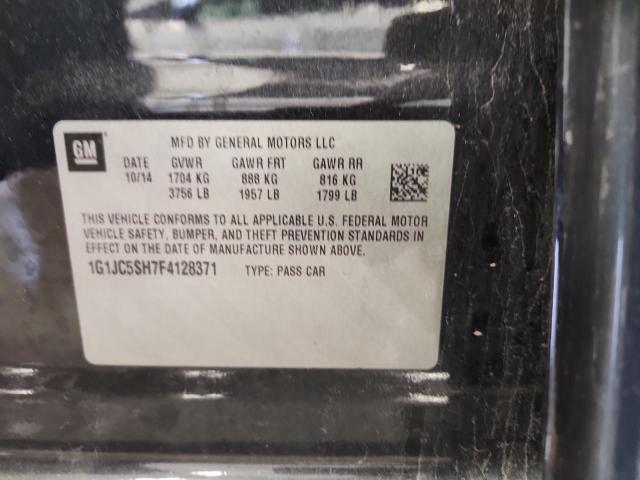 GM
MFD BY GENERAL MOTORS LLC
DATE GVWR GAWR FRT GAWR RR
10/14 1704 KG 888 KG 816 KG
3756 LB 1957 LB 1799 LB
THIS VEHICLE CONFORMS TO ALL APPLICABLE U.S. FEDERAL MOTOR
VEHICLE SAFETY, BUMPER, AND THEFT PREVENTION STANDARDS IN
EFFECT ON THE DATE OF MANUFACTURE SHOWN ABOVE.
1G1JC5SH7F4128371 TYPE: PASS CAR